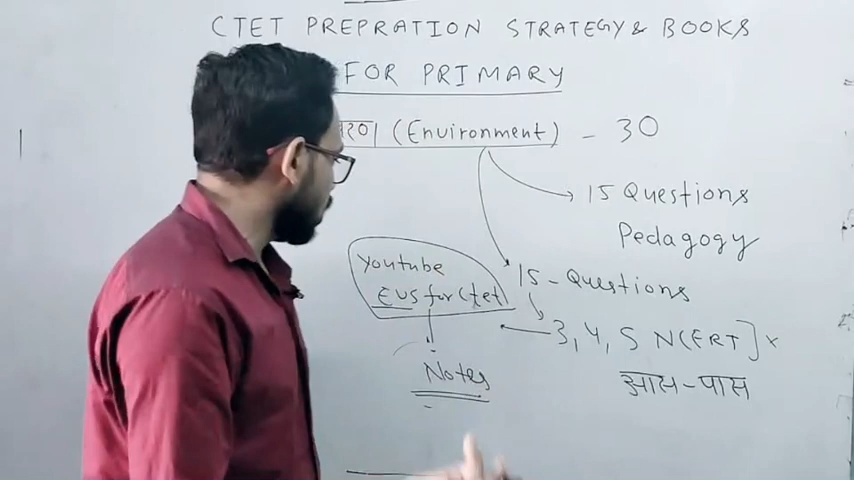 CTET PREPRATION STRATEGY & BOOKS
FOR PRIMARY
(Environment) - 30
15 Questions
Pedagogy
Youtube
EVS for Ctet
15 - Questions
3, 4, 5 NCERT] x
Notes
आस-पास